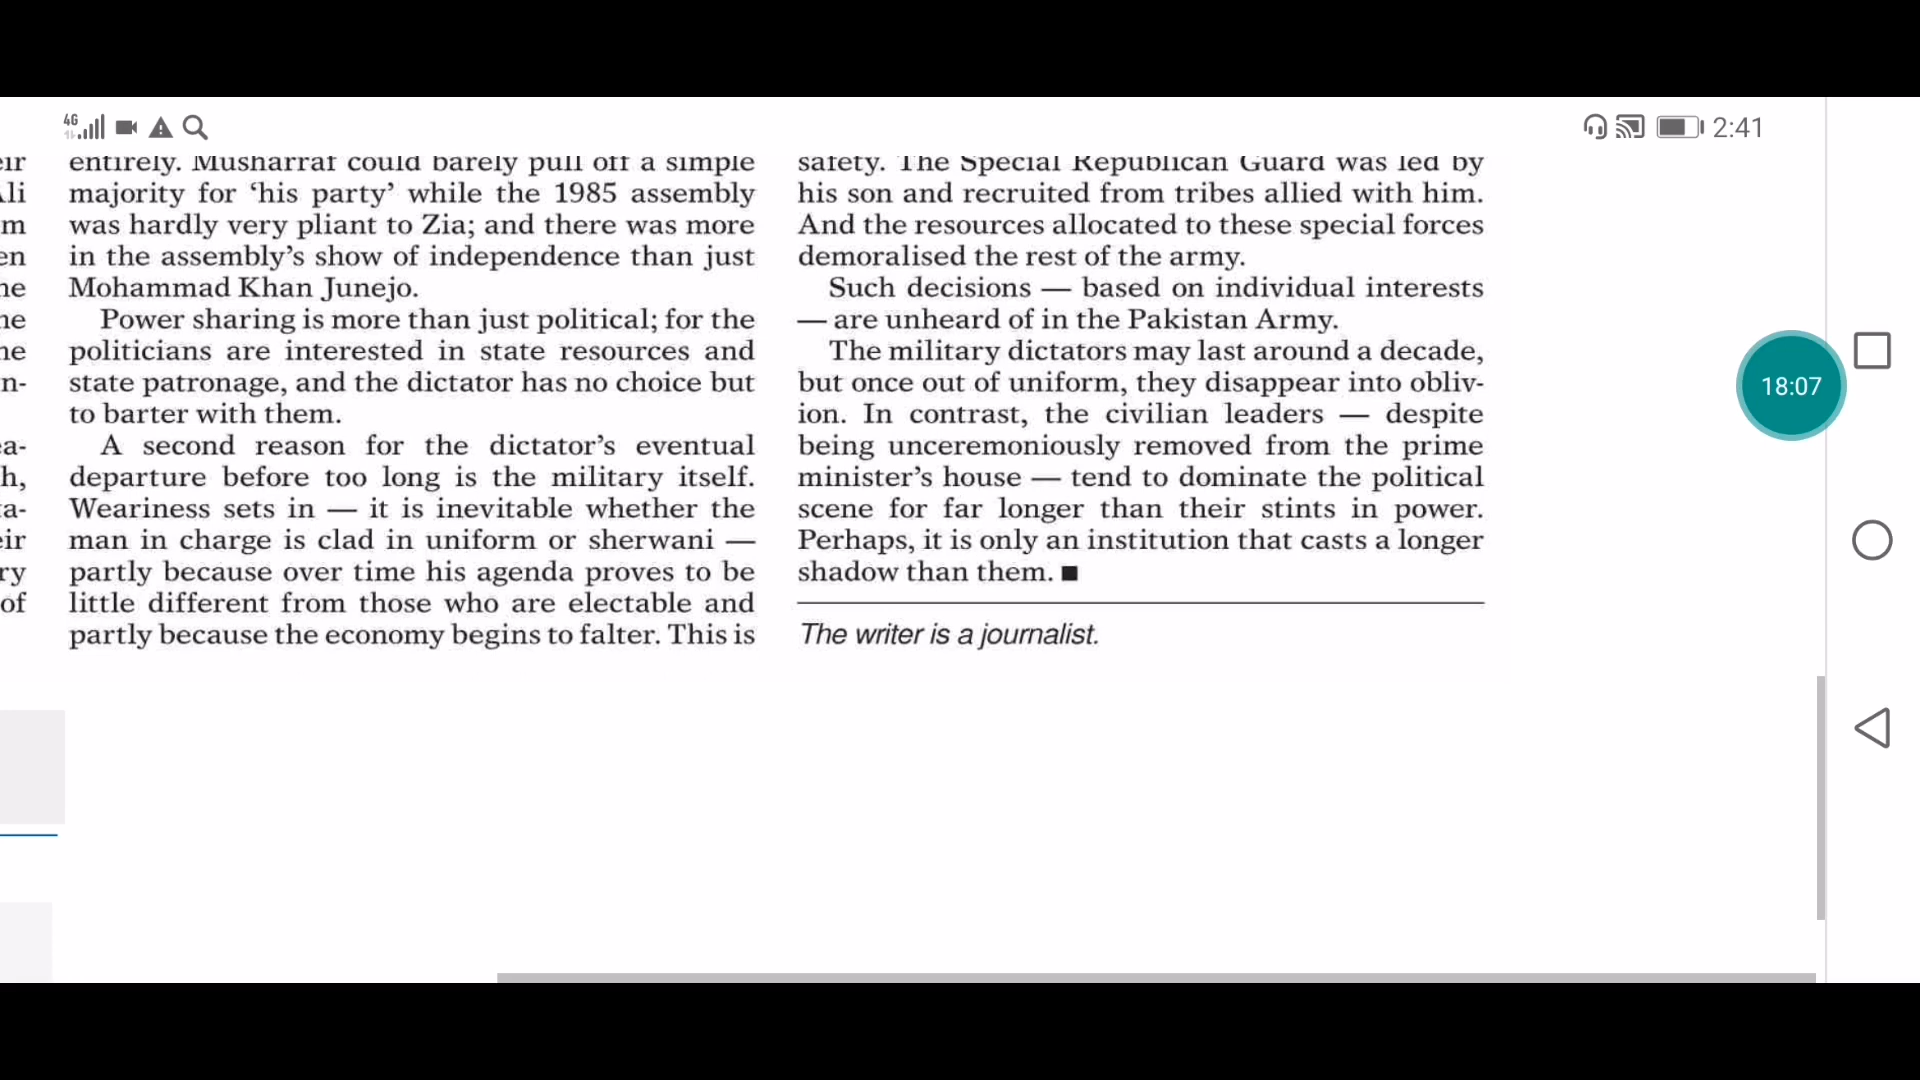 4G
2:41
18:07
eir
Ali
m
en
he
he
he
n-
ea-
h,
ta-
eir
ry
of
entirely. Musharraf could barely pull off a simple
majority for ‘his party’ while the 1985 assembly
was hardly very pliant to Zia; and there was more
in the assembly’s show of independence than just
Mohammad Khan Junejo.
Power sharing is more than just political; for the
politicians are interested in state resources and
state patronage, and the dictator has no choice but
to barter with them.
A second reason for the dictator’s eventual
departure before too long is the military itself.
Weariness sets in — it is inevitable whether the
man in charge is clad in uniform or sherwani —
partly because over time his agenda proves to be
little different from those who are electable and
partly because the economy begins to falter. This is
safety. The Special Republican Guard was led by
his son and recruited from tribes allied with him.
And the resources allocated to these special forces
demoralised the rest of the army.
Such decisions — based on individual interests
— are unheard of in the Pakistan Army.
The military dictators may last around a decade,
but once out of uniform, they disappear into obliv-
ion. In contrast, the civilian leaders — despite
being unceremoniously removed from the prime
minister’s house — tend to dominate the political
scene for far longer than their stints in power.
Perhaps, it is only an institution that casts a longer
shadow than them. ■
The writer is a journalist.